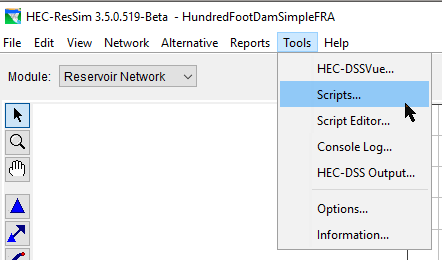 HEC-ResSim 3.5.0.519-Beta - HundredFootDamSimpleFRA
File Edit View Network Alternative Reports Tools Help
Module: Reservoir Network
HEC-DSSVue...
Scripts...
Script Editor...
Console Log...
HEC-DSS Output...
Options...
Information...